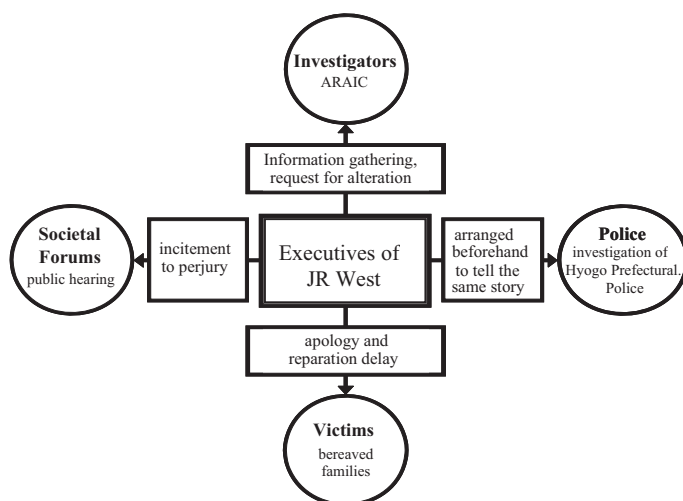 Investigators
ARAIC
Information gathering,
request for alteration
Societal
Forums
public hearing
incitement
to perjury
Executives of
JR West
arranged
beforehand
to tell the
same story
Police
investigation of
Hyogo Prefectural.
Police
apology and
reparation delay
Victims
bereaved
families